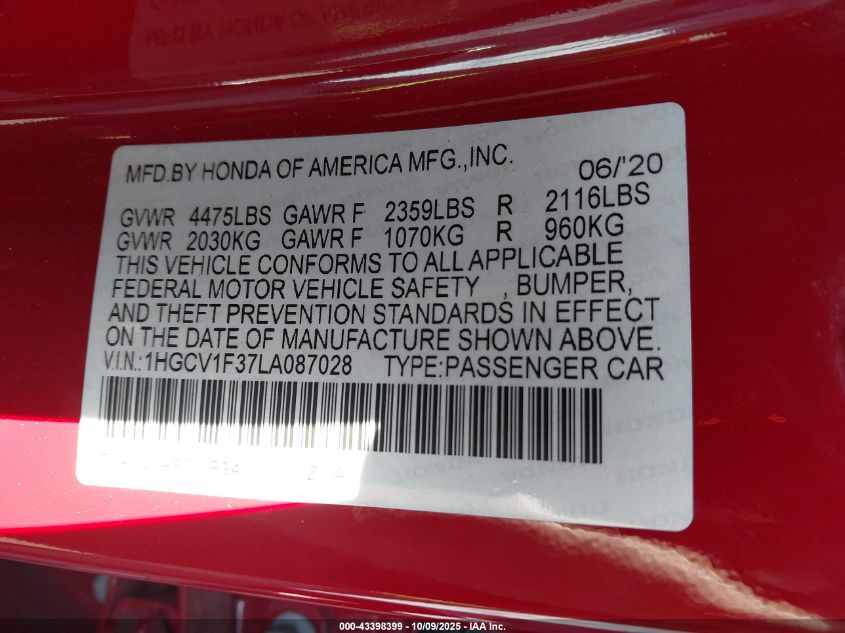 MFD.BY HONDA OF AMERICA MFG.,INC. 06/'20
GVWR 4475LBS GAWR F 2359LBS R 2116LBS
GVWR 2030KG GAWR F 1070KG R 960KG
THIS VEHICLE CONFORMS TO ALL APPLICABLE
FEDERAL MOTOR VEHICLE SAFETY , BUMPER,
AND THEFT PREVENTION STANDARDS IN EFFECT
ON THE DATE OF MANUFACTURE SHOWN ABOVE.
V.I.N.:1HGCV1F37LA087028 TYPE:PASSENGER CAR
000-43398399 - 10/09/2025 - IAA Inc.